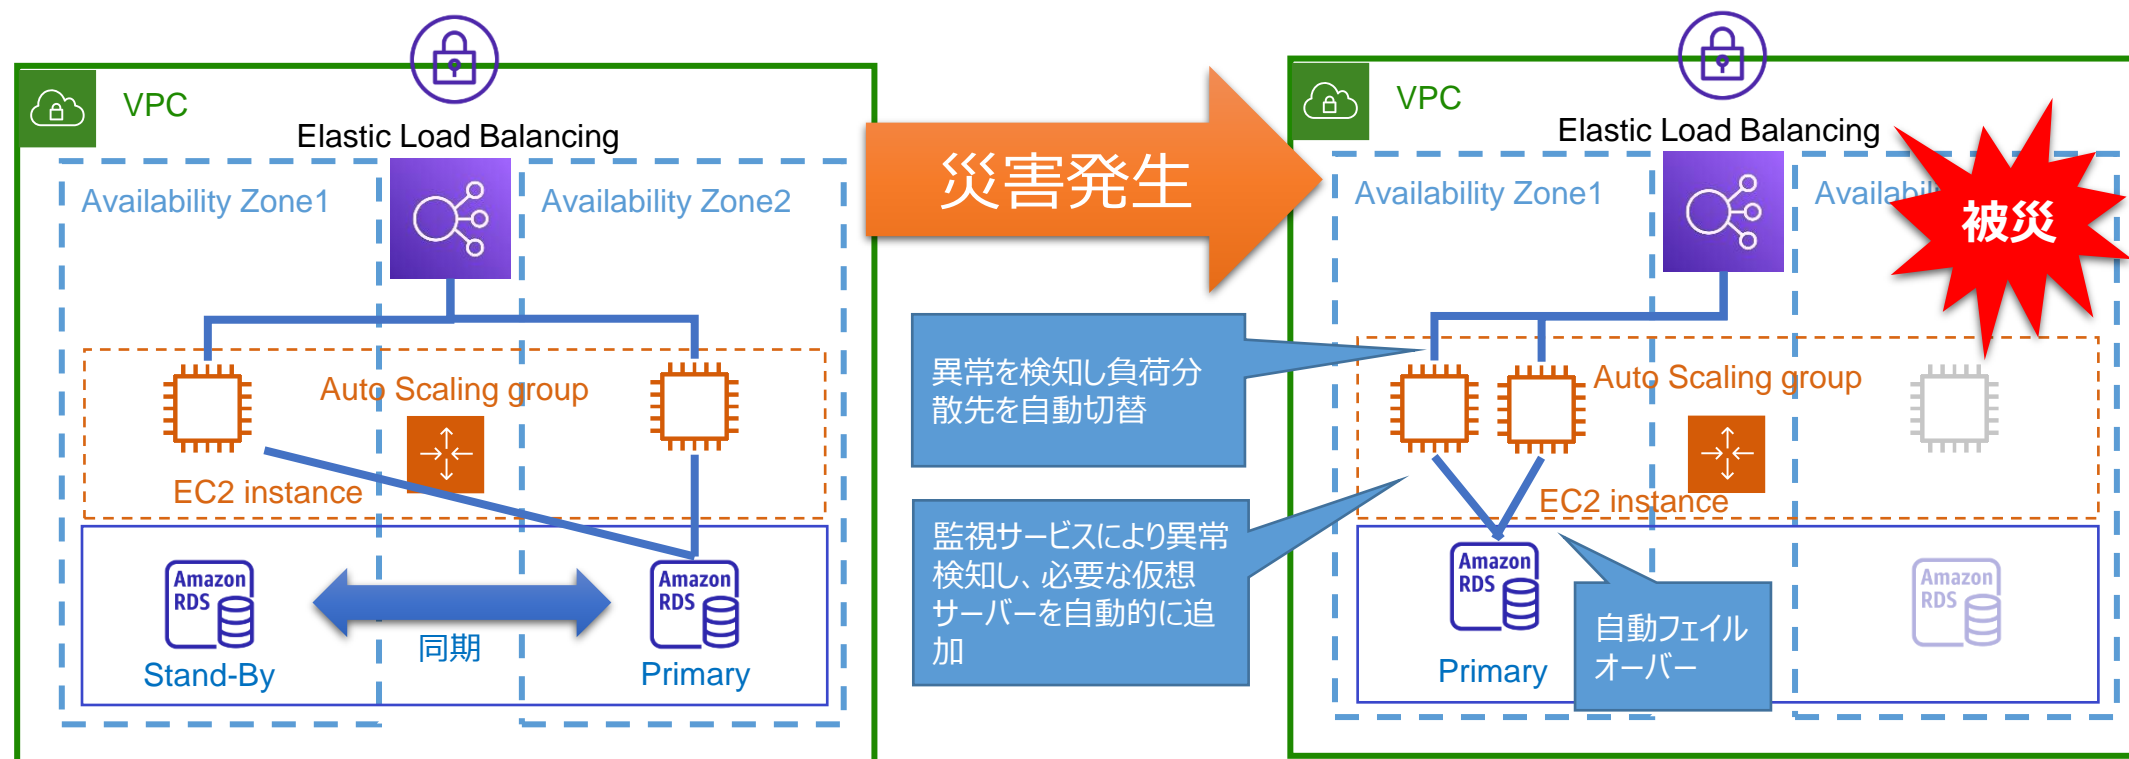 VPC
Elastic Load Balancing
Availability Zone1
Availability Zone2
Auto Scaling group
EC2 instance
Amazon
RDS
Stand-By
同期
Amazon
RDS
Primary
災害発生
異常を検知し負荷分
散先を自動切替
監視サービスにより異常
検知し、必要な仮想
サーバーを自動的に追
加
VPC
Elastic Load Balancing
Availability Zone1
被災
Auto Scaling group
EC2 instance
Amazon
RDS
Primary
自動フェイル
オーバー
Amazon
RDS